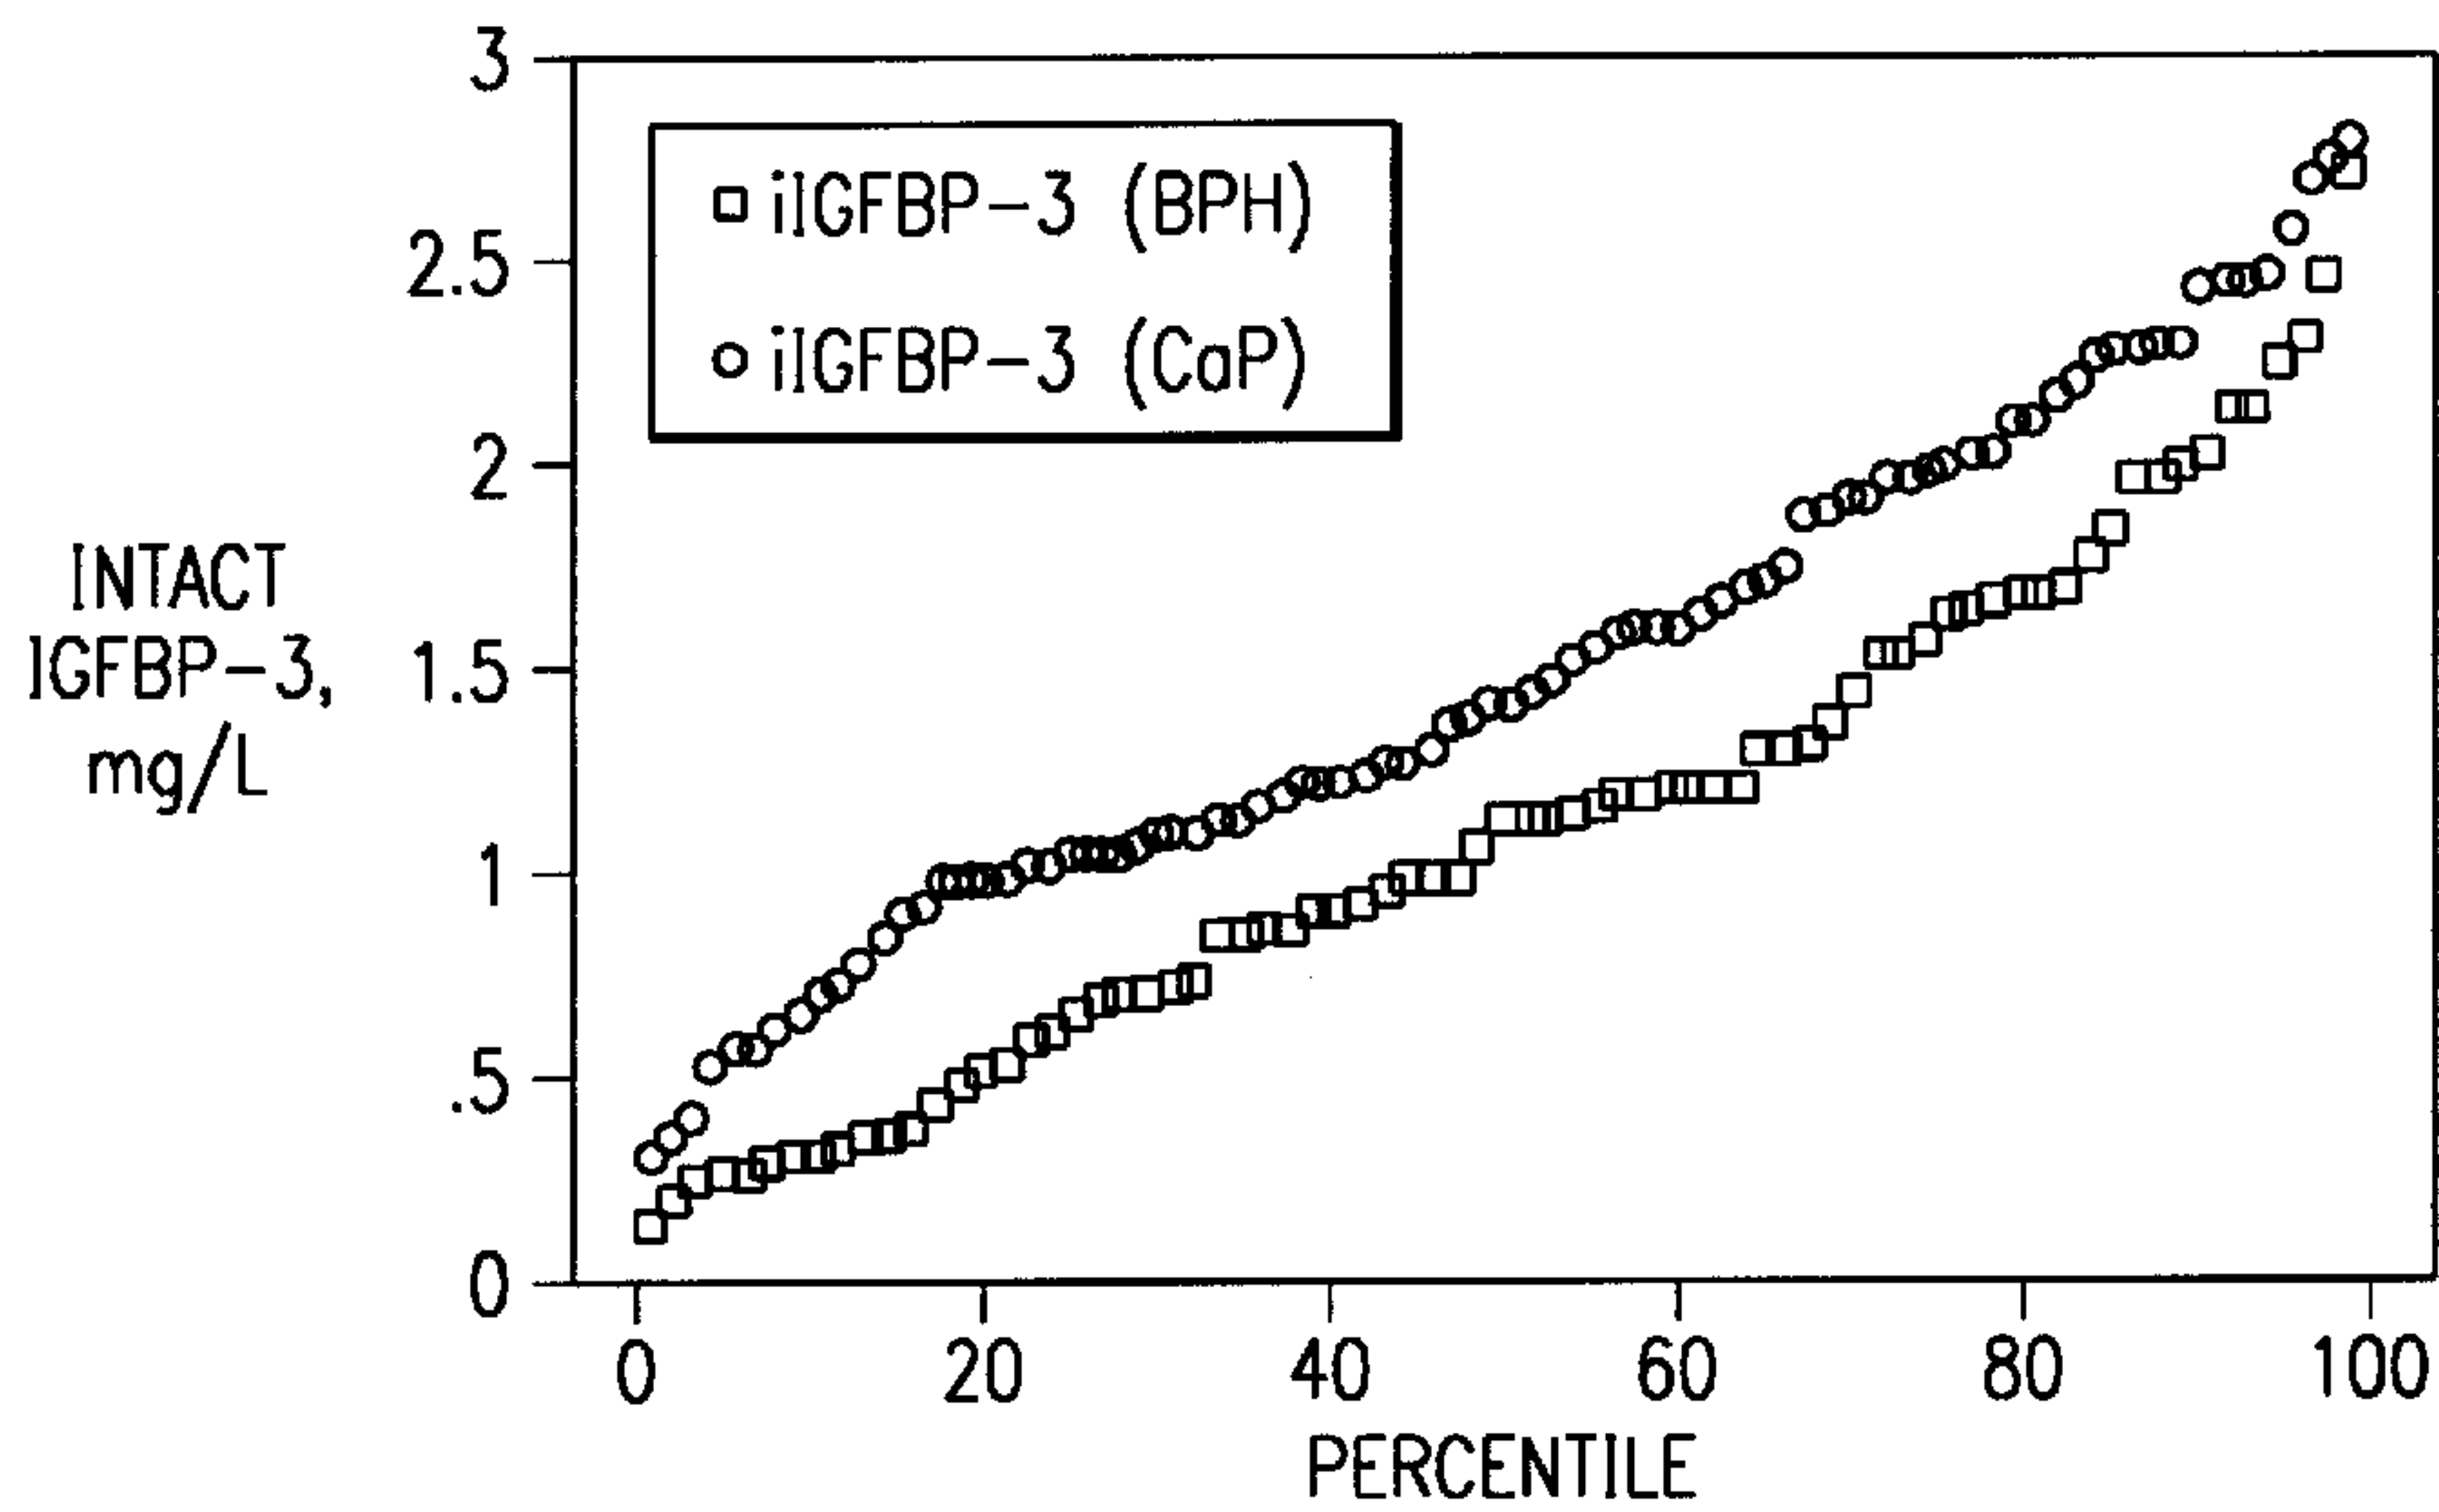 3
2.5
2
1.5
1
.5
0
INTACT
IGFBP-3,
mg/L
iIGFBP-3 (BPH)
iIGFBP-3 (CaP)
0 20 40 60 80 100
PERCENTILE